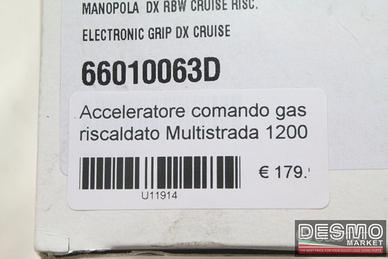 MANOPOLA DX RBW CRUISE RISC.
ELECTRONIC GRIP DX CRUISE
66010063D
Acceleratore comando gas
riscaldato Multistrada 1200
€ 179.
U11914
DESMO
MARKET